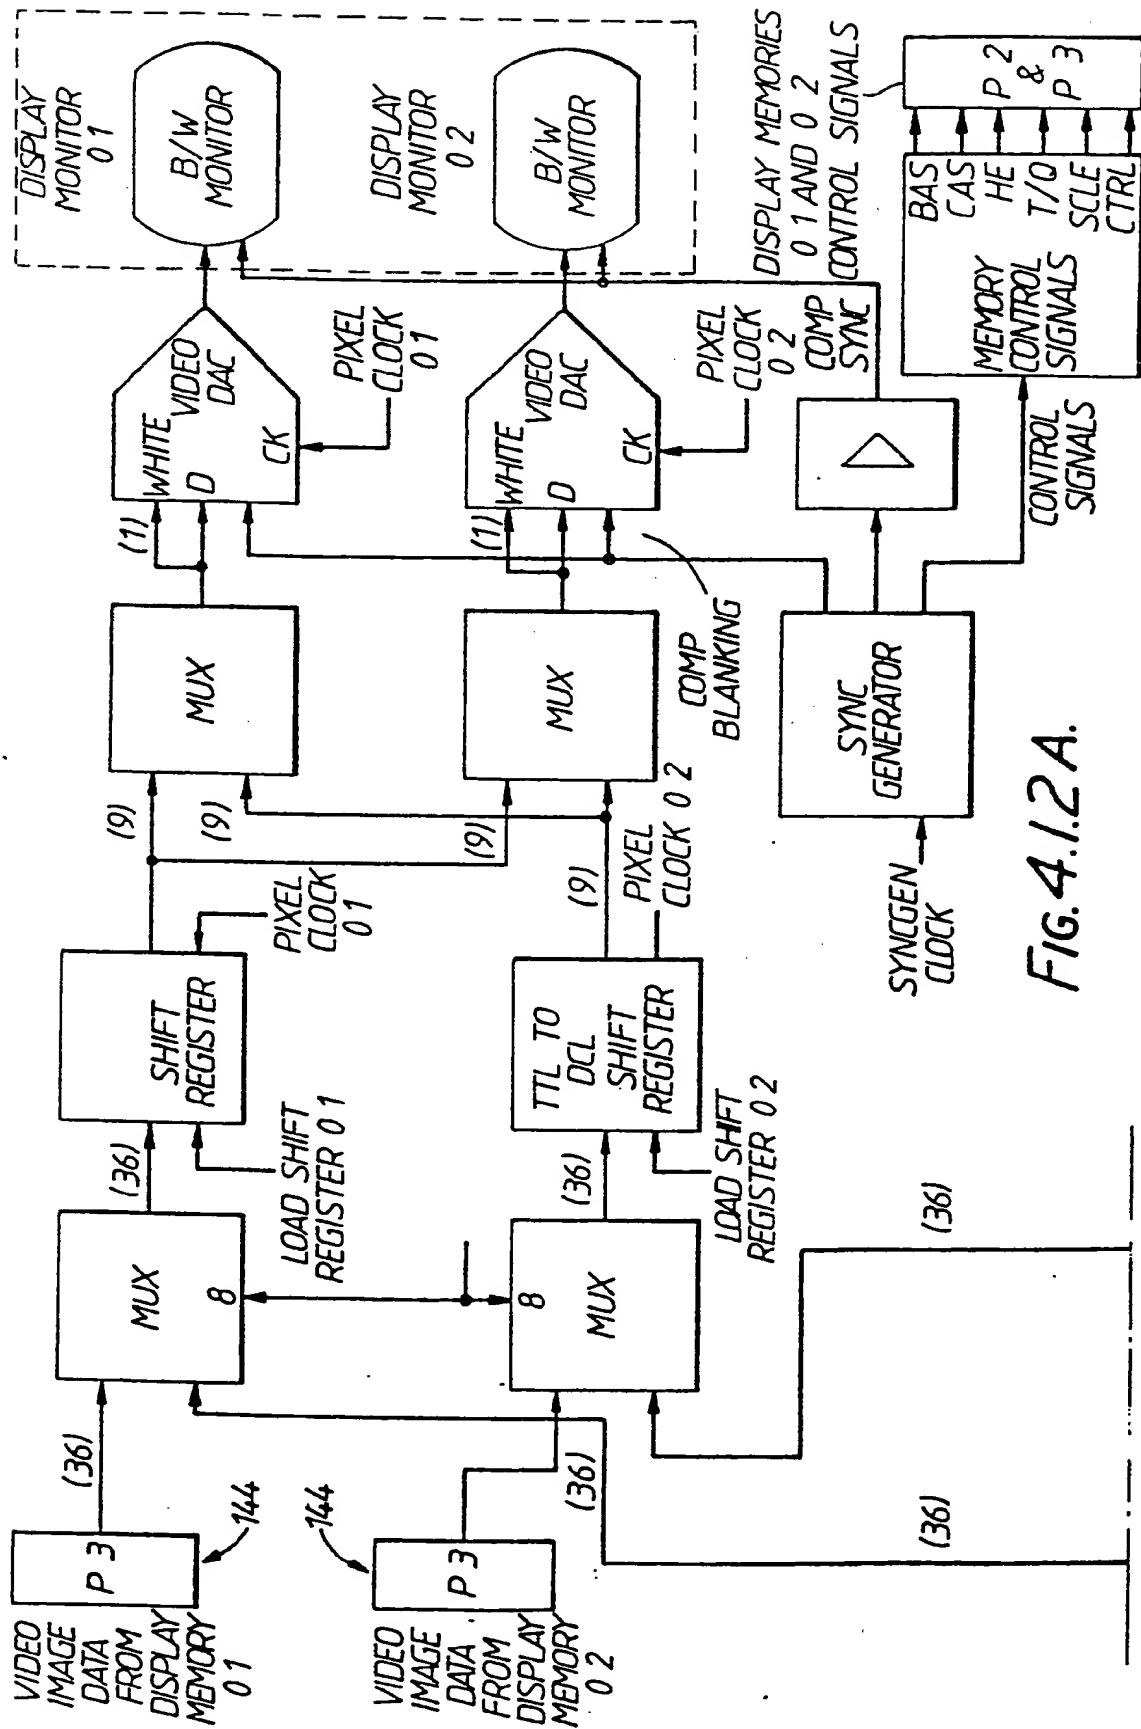 DISPLAY
MONITOR
0 1
B/W
MONITOR
DISPLAY
MONITOR
0 2
B/W
MONITOR
DISPLAY MEMORIES
0 1 AND 0 2
CONTROL SIGNALS
P 2
&
P 3
BAS
CAS
HE
T/Q
SCLE
CTRL
MEMORY
CONTROL
SIGNALS
CONTROL
SIGNALS
WHITE
VIDEO
DAC
D
CK
PIXEL
CLOCK
0 1
(1)
WHITE
VIDEO
DAC
D
CK
PIXEL
CLOCK
0 2
(1)
COMP
SYNC
MUX
MUX
COMP
BLANKING
SYNC
GENERATOR
SYNCGEN
CLOCK
(9)
(9)
(9)
(9)
SHIFT
REGISTER
PIXEL
CLOCK
0 1
TTL TO
DCL
SHIFT
REGISTER
PIXEL
CLOCK 0 2
(36)
LOAD SHIFT
REGISTER 0 1
(36)
LOAD SHIFT
REGISTER 0 2
MUX
8
MUX
8
(36)
(36)
(36)
(36)
P 3
144
VIDEO
IMAGE
DATA
FROM
DISPLAY
MEMORY
0 1
P 3
144
VIDEO
IMAGE
DATA
FROM
DISPLAY
MEMORY
0 2
FIG. 4.1.2A.